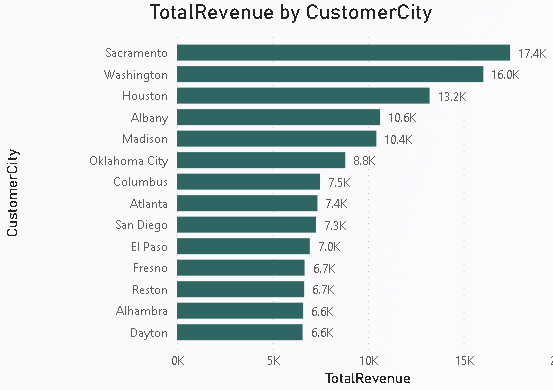 TotalRevenue by CustomerCity
CustomerCity
Sacramento 17.4K
Washington 16.0K
Houston 13.2K
Albany 10.6K
Madison 10.4K
Oklahoma City 8.8K
Columbus 7.5K
Atlanta 7.4K
San Diego 7.3K
El Paso 7.0K
Fresno 6.7K
Reston 6.7K
Alhambra 6.6K
Dayton 6.6K
0K 5K 10K 15K 2
TotalRevenue